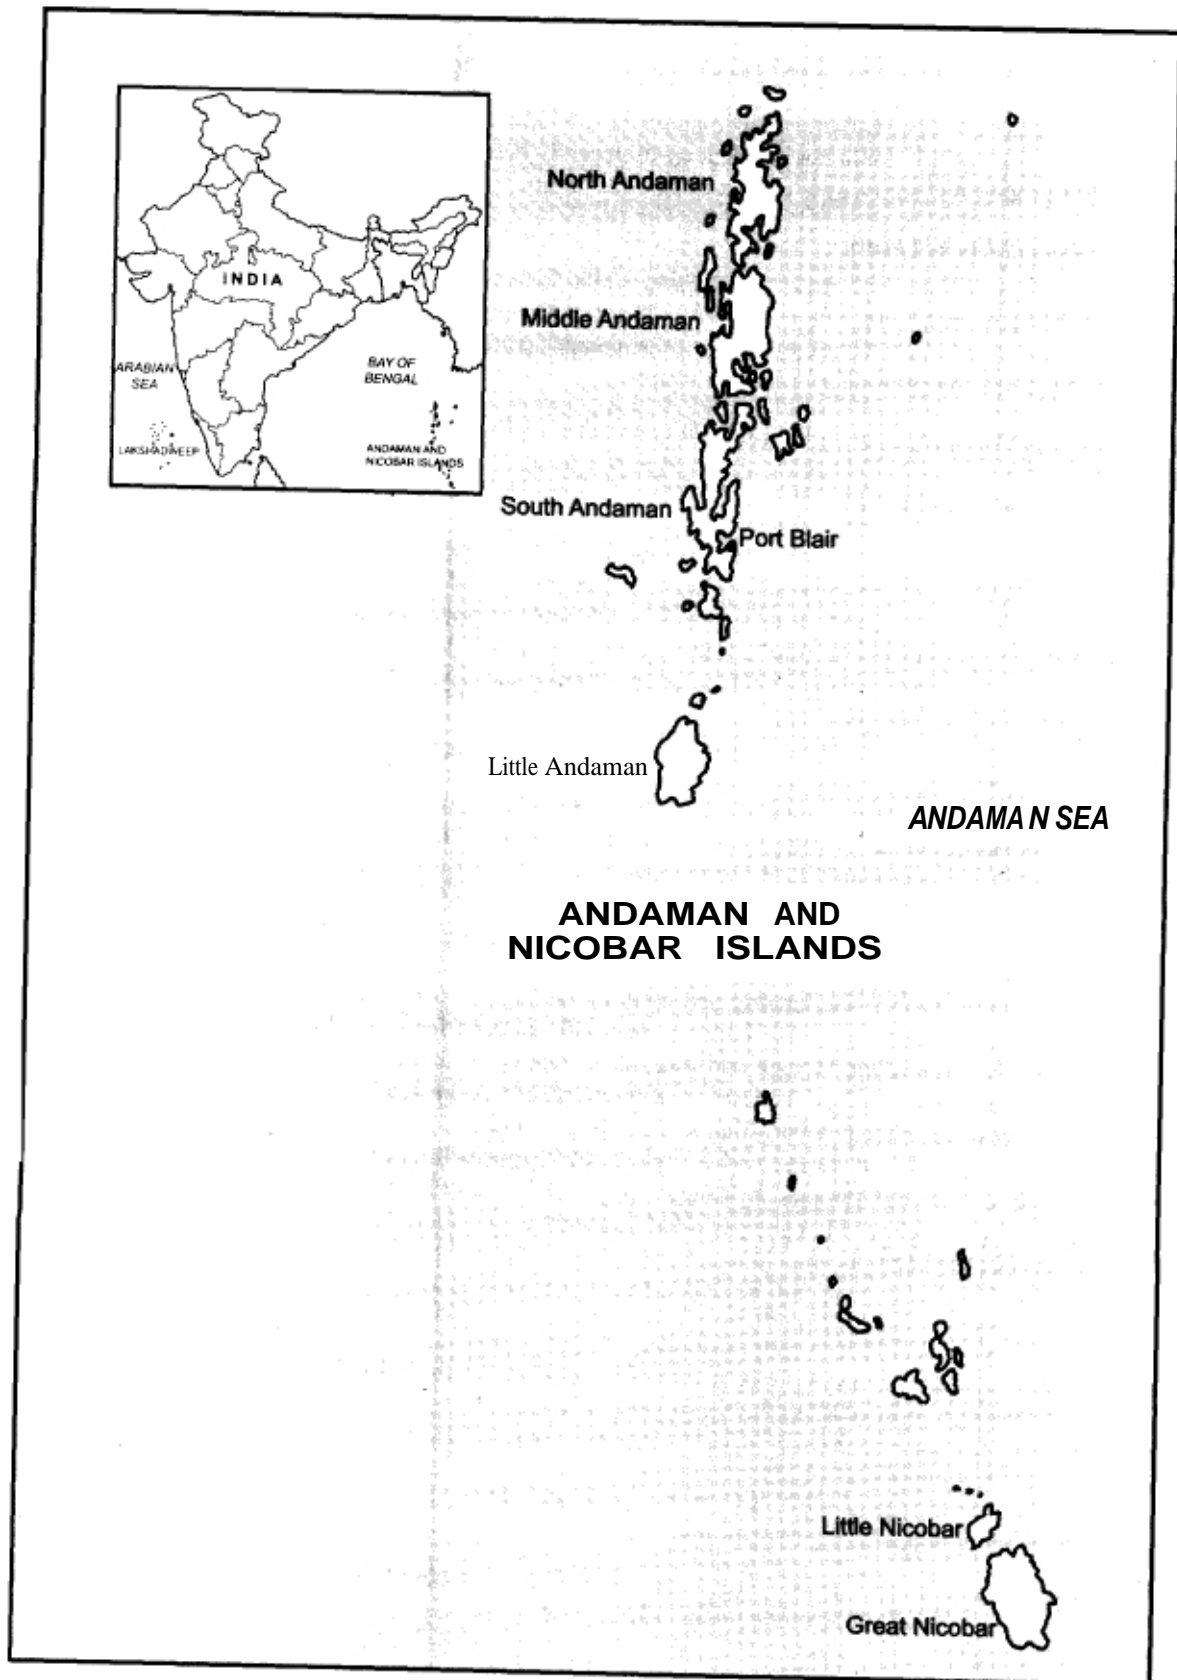 INDIA
ARABIAN
SEA
BAY OF
BENGAL
LAKSHADWEEP
ANDAMAN AND
NICOBAR ISLANDS
North Andaman
Middle Andaman
South Andaman
Port Blair
Little Andaman
ANDAMAN SEA
ANDAMAN AND
NICOBAR ISLANDS
Little Nicobar
Great Nicobar